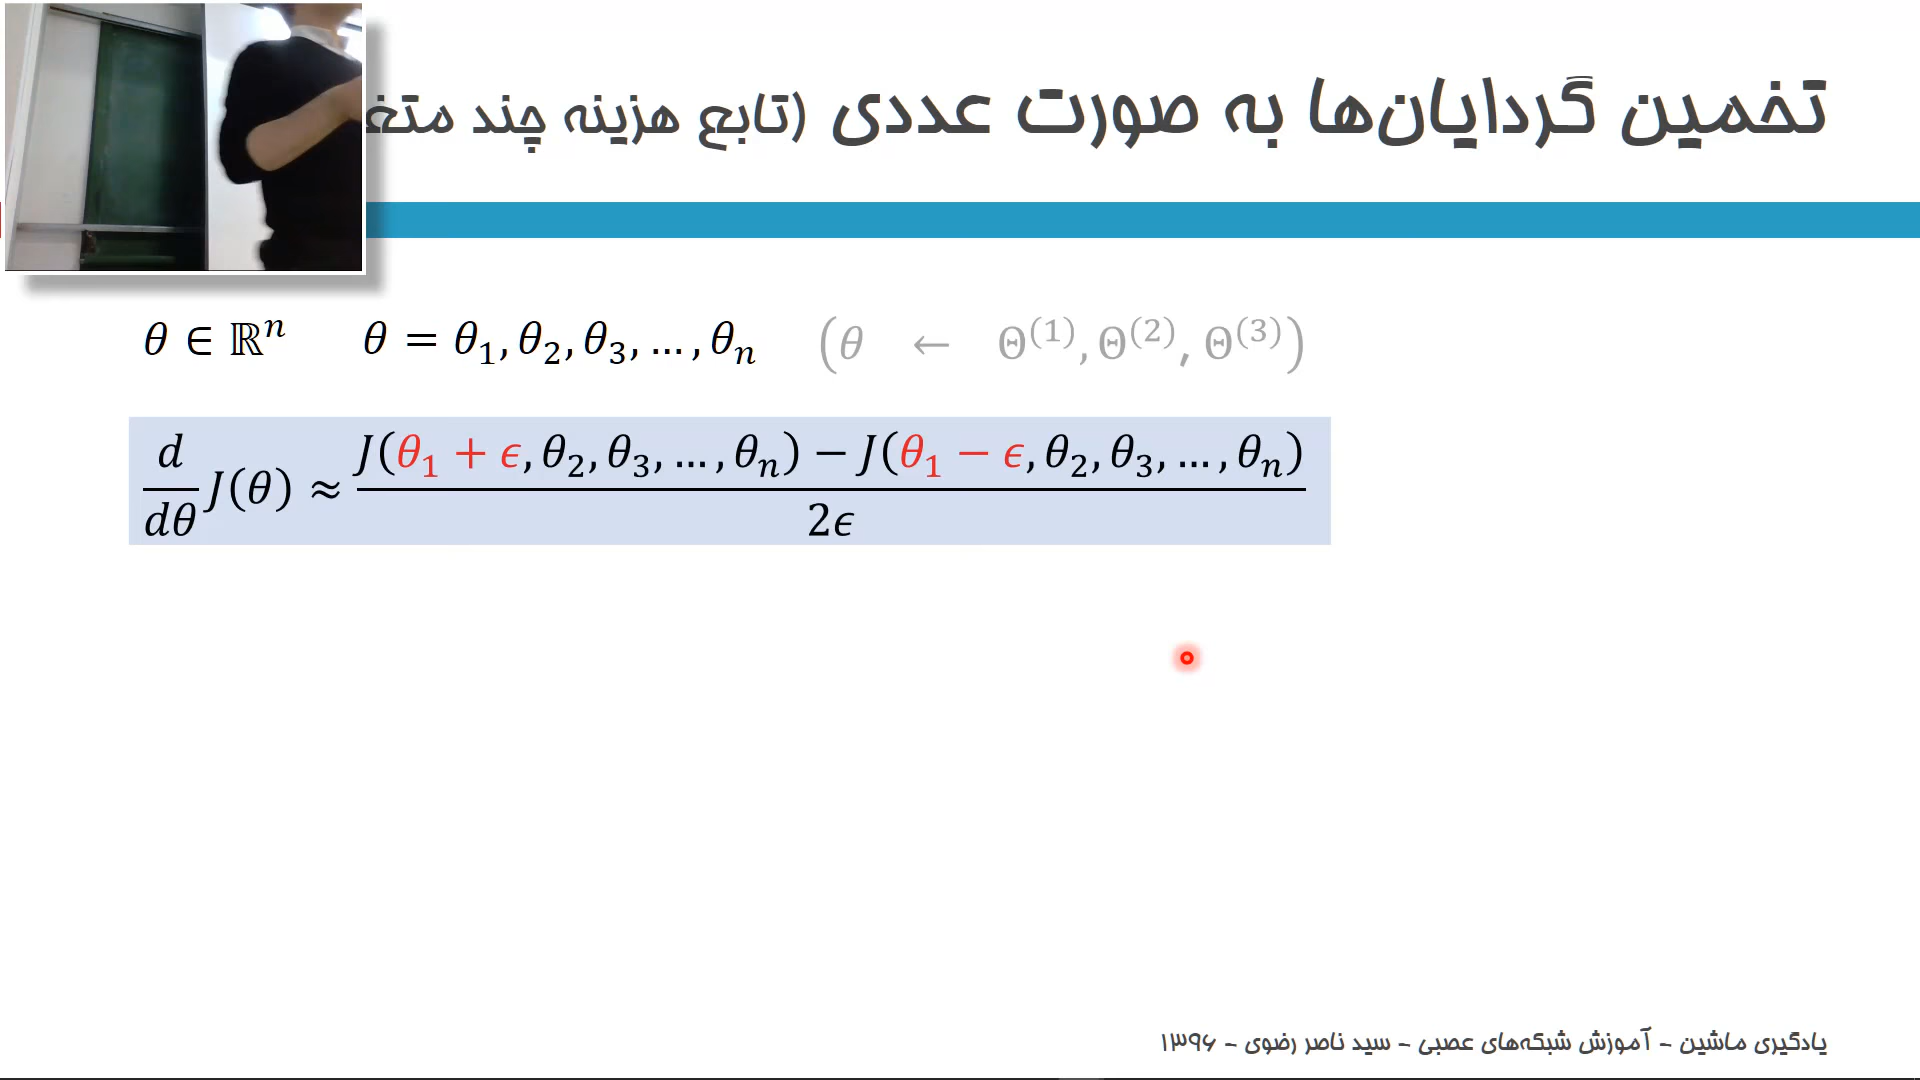 تخمین گردایان‌ها به صورت عددی (تابع هزینه چند
θ ∈ ℝⁿ θ = θ₁, θ₂, θ₃, … , θₙ (θ ← Θ⁽¹⁾, Θ⁽²⁾, Θ⁽³⁾)
d/dθ J(θ) ≈ (J(θ₁ + ϵ, θ₂, θ₃, … , θₙ) − J(θ₁ − ϵ, θ₂, θ₃, … , θₙ)) / 2ϵ
یادگیری ماشین - آموزش شبکه‌های عصبی - سید ناصر رضوی - ۱۳۹۶